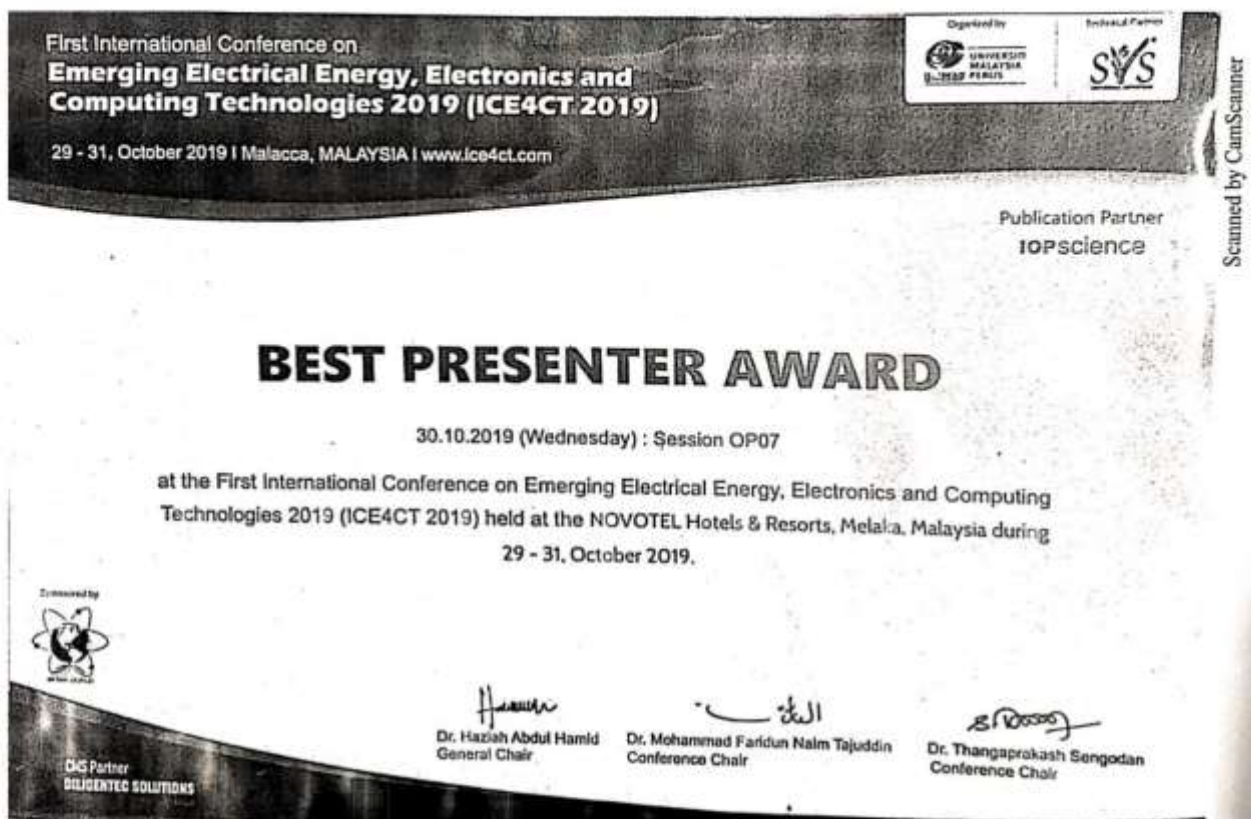 First International Conference on
Emerging Electrical Energy, Electronics and
Computing Technologies 2019 (ICE4CT 2019)
29 - 31, October 2019 I Malacca, MALAYSIA I www.ice4ct.com
Organized by
Technical Partner
UNIVERSITI
MALAYSIA
PERLIS
SVS
Scanned by CamScanner
Publication Partner
IOPscience
BEST PRESENTER AWARD
30.10.2019 (Wednesday) : Session OP07
at the First International Conference on Emerging Electrical Energy, Electronics and Computing
Technologies 2019 (ICE4CT 2019) held at the NOVOTEL Hotels & Resorts, Melaka, Malaysia during
29 - 31, October 2019.
Sponsored by
Dr. Haziah Abdul Hamid
General Chair
Dr. Mohammad Faridun Naim Tajuddin
Conference Chair
Dr. Thangaprakash Sengodan
Conference Chair
CMS Partner
DILIGENTEC SOLUTIONS